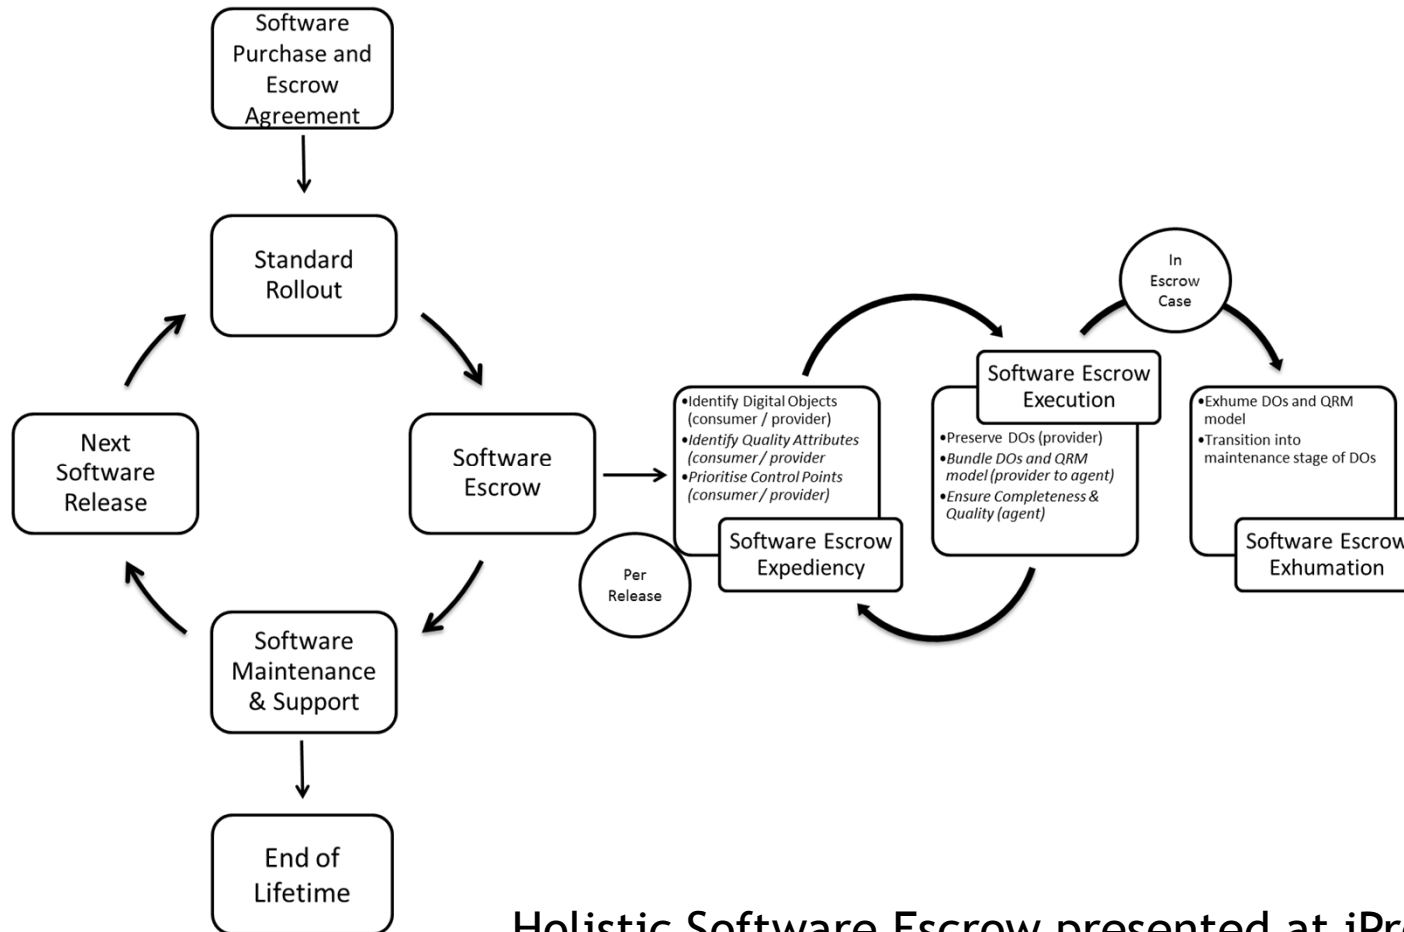 Software
Purchase and
Escrow
Agreement
Standard
Rollout
Next
Software
Release
Software
Escrow
Software
Maintenance
& Support
End of
Lifetime
•Identify Digital Objects
(consumer / provider)
•Identify Quality Attributes
(consumer / provider
•Prioritise Control Points
(consumer / provider)
Software Escrow
Expediency
Per
Release
Software Escrow
Execution
•Preserve DOs (provider)
•Bundle DOs and QRM
model (provider to agent)
•Ensure Completeness &
Quality (agent)
In
Escrow
Case
•Exhume DOs and QRM
model
•Transition into
maintenance stage of DOs
Software Escrow
Exhumation
Holistic Software Escrow presented at